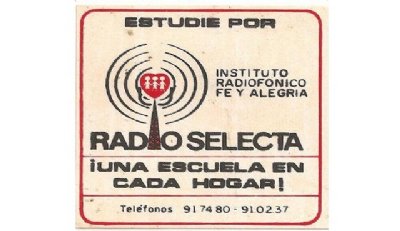 ESTUDIE POR
INSTITUTO
RADIOFONICO
FE Y ALEGRIA
RADIO SELECTA
¡UNA ESCUELA EN
CADA HOGAR!
Teléfonos 917480-910237